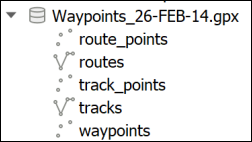 Waypoints_26-FEB-14.gpx
route_points
routes
track_points
tracks
waypoints